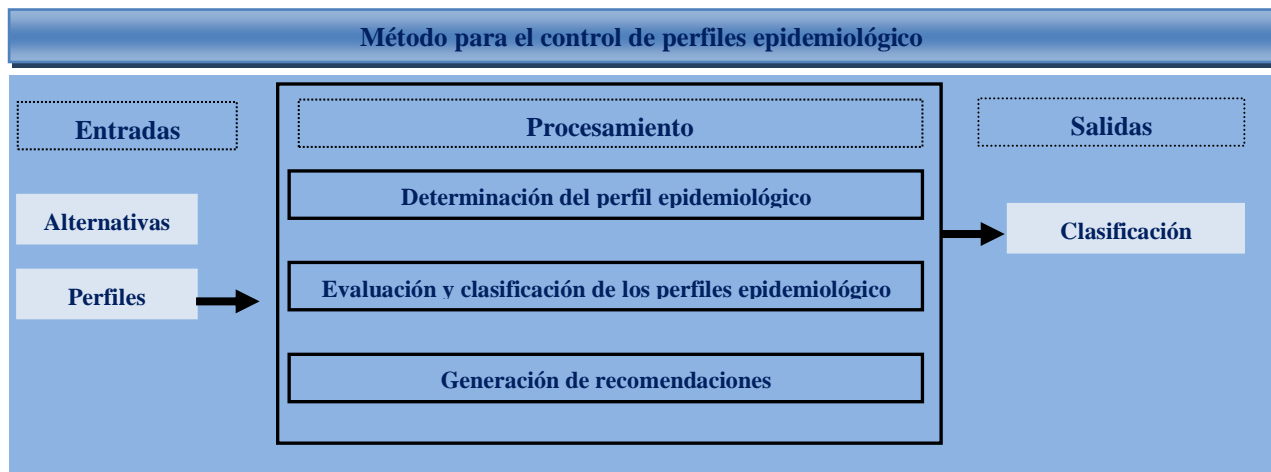 Método para el control de perfiles epidemiológico
Entradas
Procesamiento
Salidas
Alternativas
Perfiles
Determinación del perfil epidemiológico
Evaluación y clasificación de los perfiles epidemiológico
Generación de recomendaciones
Clasificación